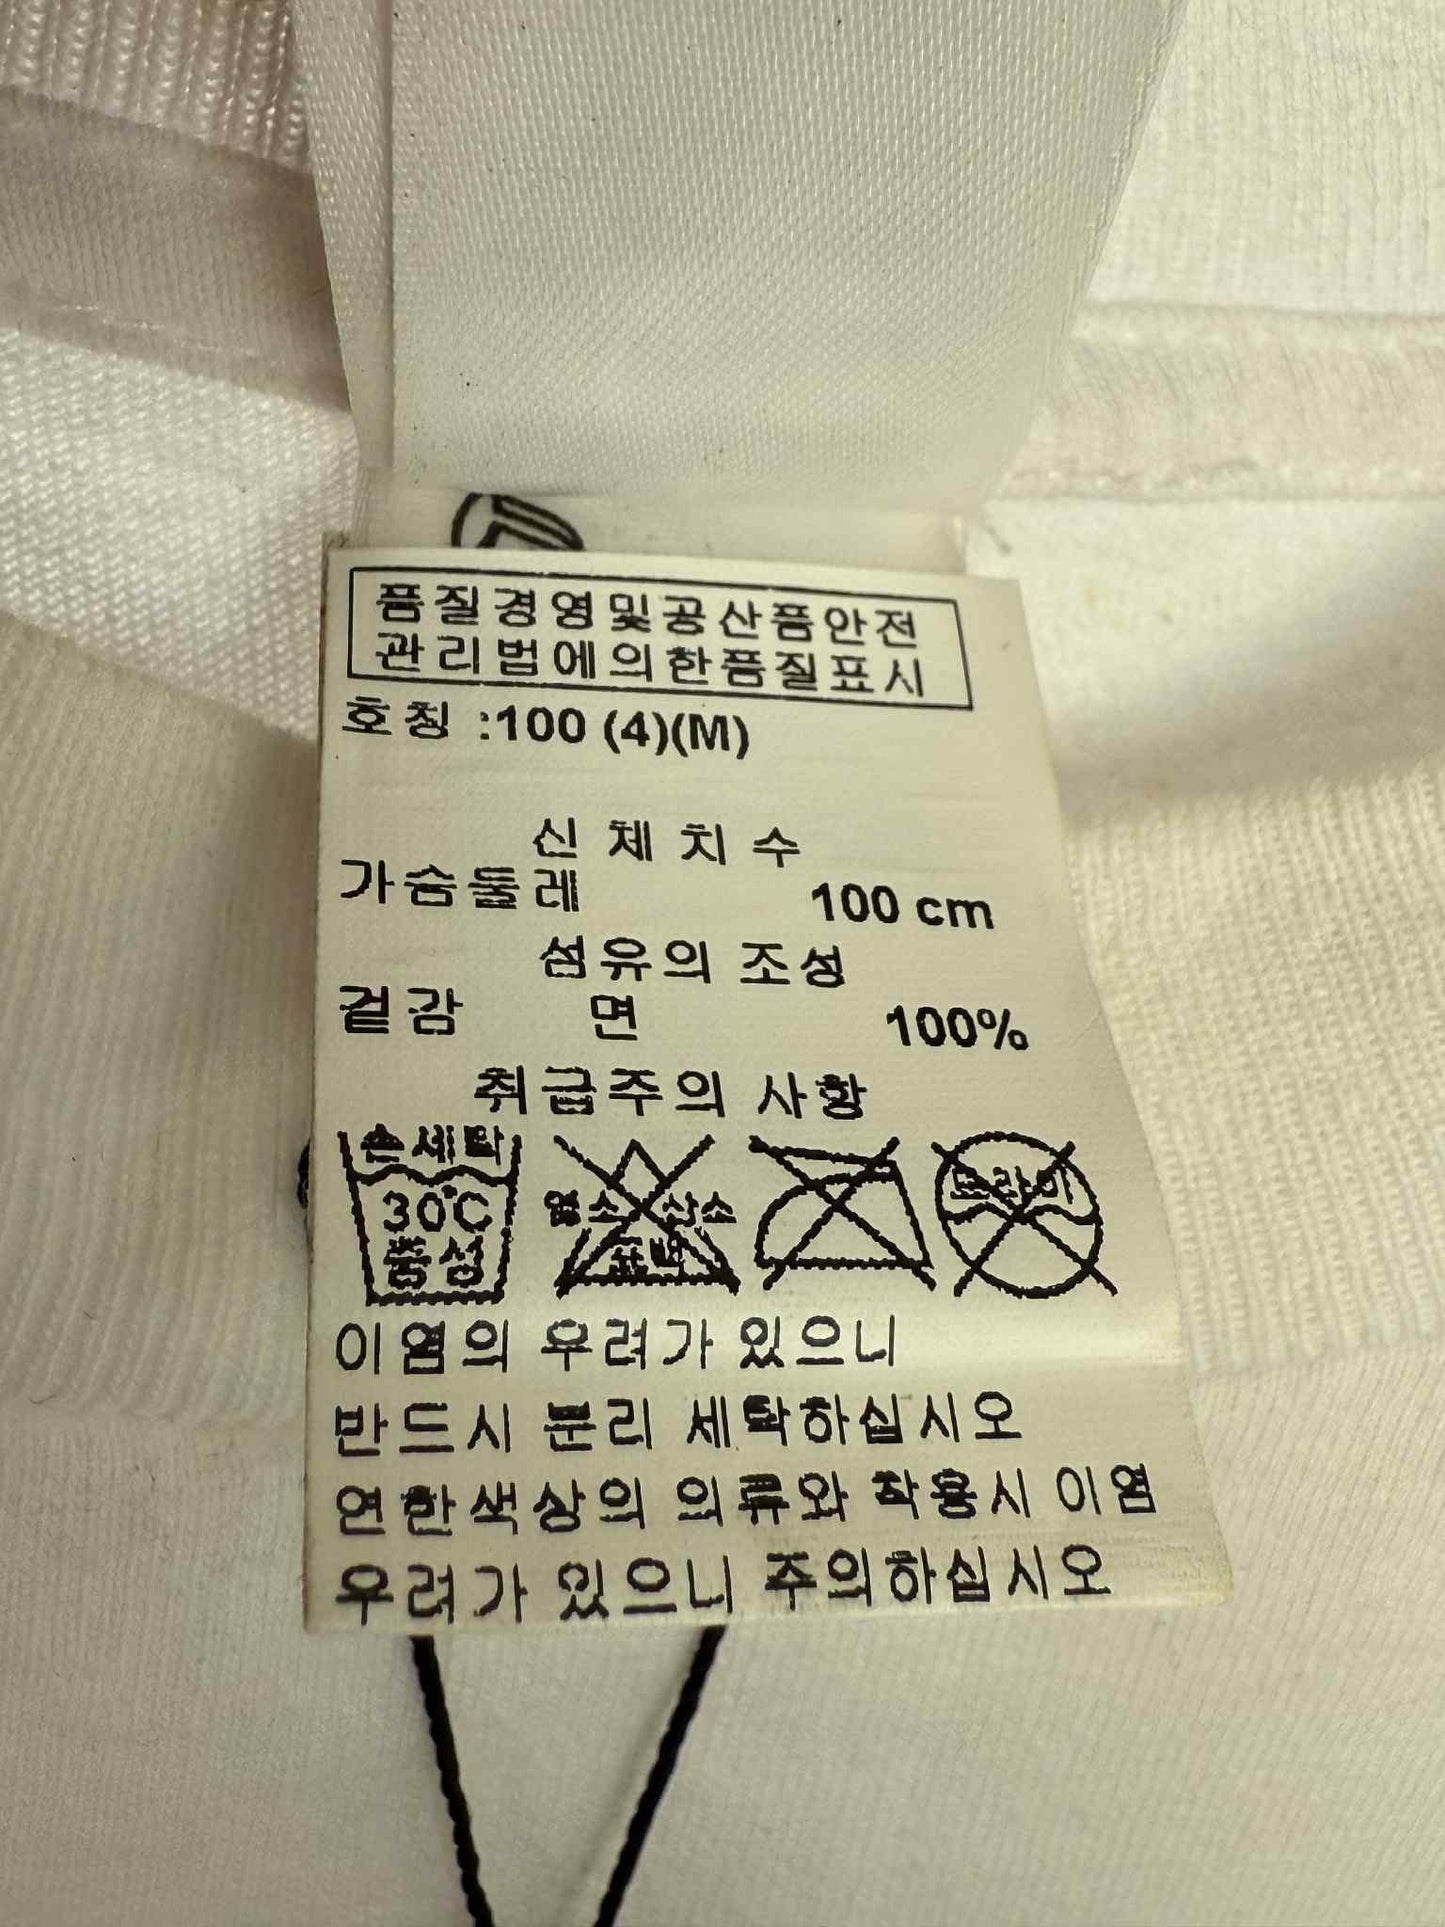 품질경영및공산품안전
관리법에의한품질표시
호칭 :100 (4)(M)
신체치수
가슴둘레 100 cm
섬유의 조성
겉감 면 100%
취급주의 사항
손세탁
30°C
중성
염소 산소
표백
드라이
이염의 우려가 있으니
반드시 분리 세탁하십시오
연한색상의 의류와 착용시 이염
우려가 있으니 주의하십시오